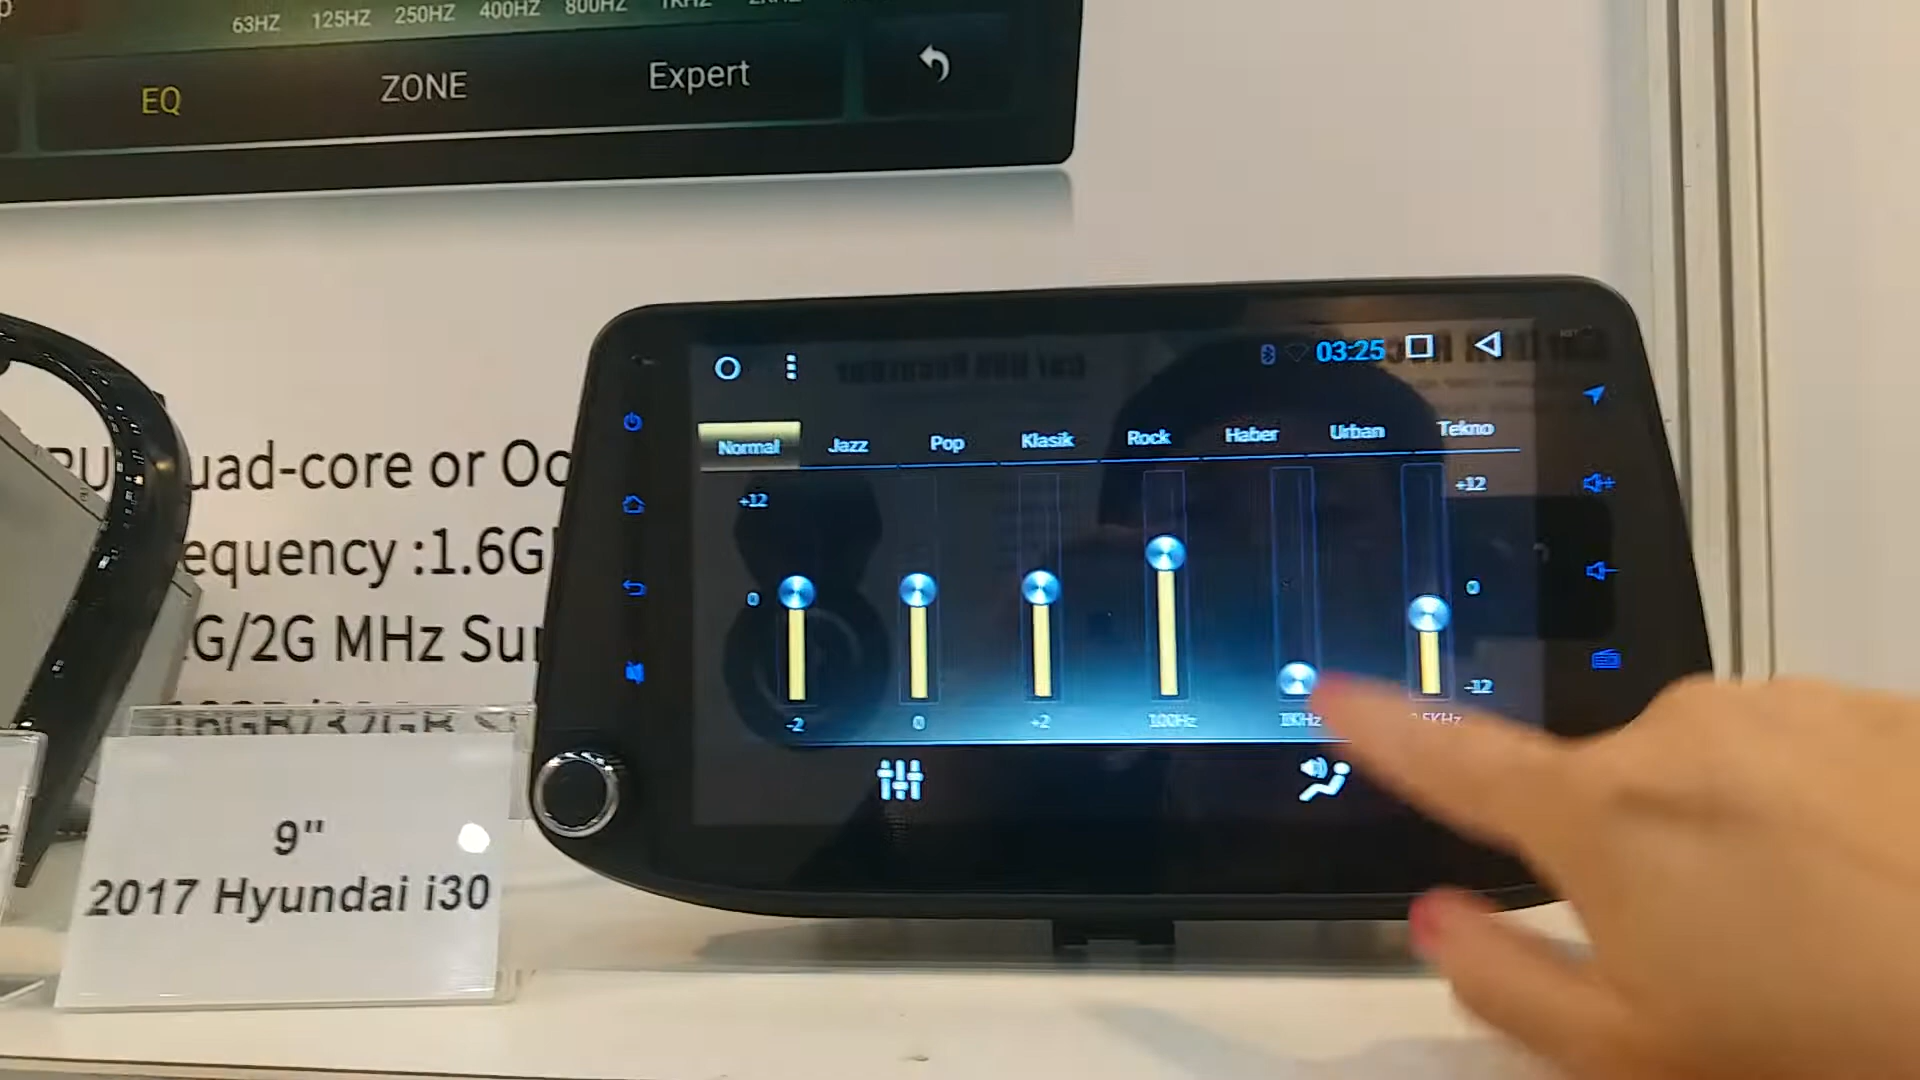 63HZ 125HZ 250HZ 400HZ 800HZ 1KHZ
EQ ZONE Expert
uad-core or Oc
equency :1.6G
G/2G MHz Sur
9"
2017 Hyundai i30
03:25
Normal Jazz Pop Klasik Rock Haber Urban Tekno
+12 +12
0 0
-12
-2 0 +2 100Hz 1KHz